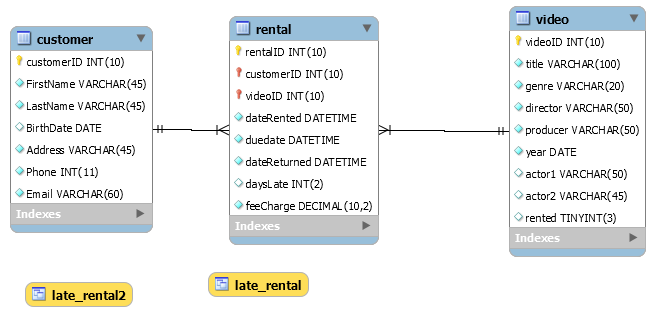 customer
customerID INT(10)
FirstName VARCHAR(45)
LastName VARCHAR(45)
BirthDate DATE
Address VARCHAR(45)
Phone INT(11)
Email VARCHAR(60)
Indexes
rental
rentalID INT(10)
customerID INT(10)
videoID INT(10)
dateRented DATETIME
duedate DATETIME
dateReturned DATETIME
daysLate INT(2)
feeCharge DECIMAL(10,2)
Indexes
video
videoID INT(10)
title VARCHAR(100)
genre VARCHAR(20)
director VARCHAR(50)
producer VARCHAR(50)
year DATE
actor1 VARCHAR(50)
actor2 VARCHAR(45)
rented TINYINT(3)
Indexes
late_rental2
late_rental